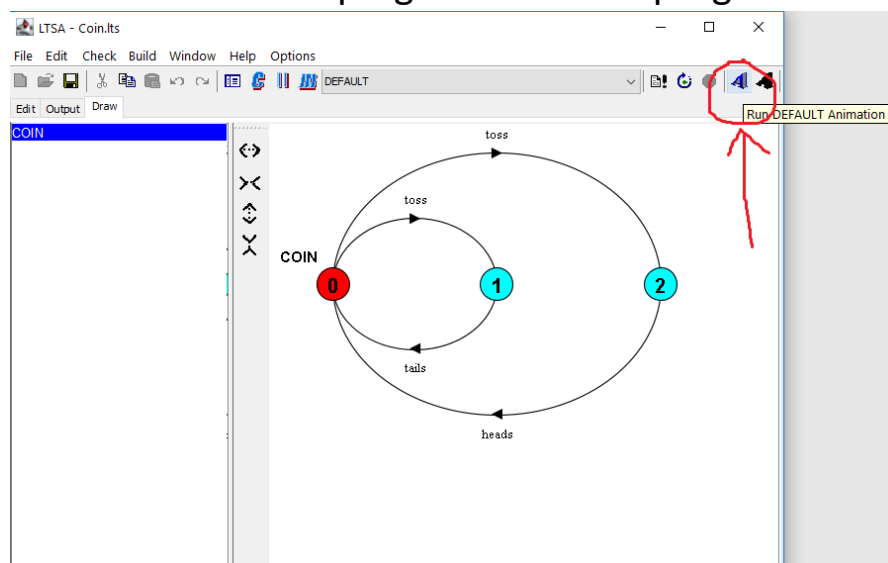 LTSA - Coin.lts
File Edit Check Build Window Help Options
DEFAULT
Edit Output Draw
Run DEFAULT Animation
COIN
toss
toss
COIN
0 1 2
tails
heads